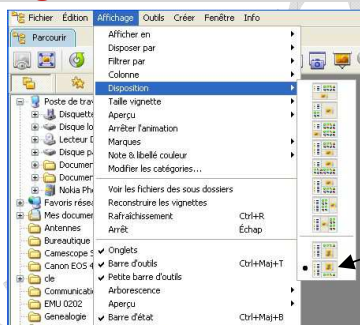 Fichier Édition Affichage Outils Créer Fenêtre Info
Parcourir
Afficher en
Disposer par
Filtrer par
Colonne
Disposition
Taille vignette
Aperçu
Arrêter l'animation
Marques
Note & libellé couleur
Modifier les catégories...
Voir les fichiers des sous dossiers
Reconstruire les vignettes
Rafraîchissement Ctrl+R
Arrêt Échap
Onglets
Barre d'outils Ctrl+Maj+T
Petite barre d'outils
Arborescence
Aperçu
Barre d'état Ctrl+Maj+B
Poste de trav
Disquette
Disque lo
Lecteur D
Disque p
Documen
Documen
Nokia Ph
Favoris résea
Mes documen
Antennes
Bureautique
Camescope S
Canon EOS 4
cle
Communicati
EMU 0202
Genealogie